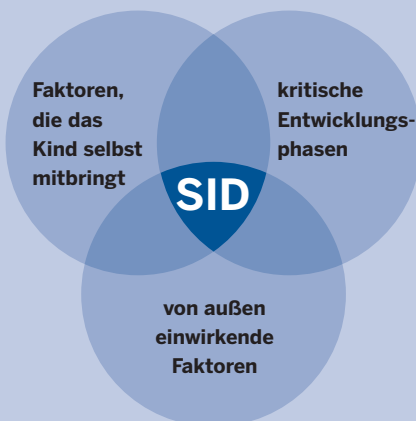 Faktoren,
die das
Kind selbst
mitbringt
kritische
Entwicklungs-
phasen
SID
von außen
einwirkende
Faktoren